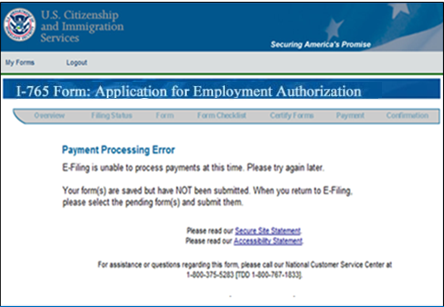 U.S. Citizenship
and Immigration
Services
Securing America's Promise
My Forms Logout
I-765 Form: Application for Employment Authorization
Overview Filing Status Form Form Checklist Certify Forms Payment Confirmation
Payment Processing Error
E-Filing is unable to process payments at this time. Please try again later.
Your form(s) are saved but have NOT been submitted. When you return to E-Filing,
please select the pending form(s) and submit them.
Please read our Secure Site Statement.
Please read our Accessibility Statement.
For assistance or questions regarding this form, please call our National Customer Service Center at
1-800-375-5283 [TDD 1-800-767-1833].